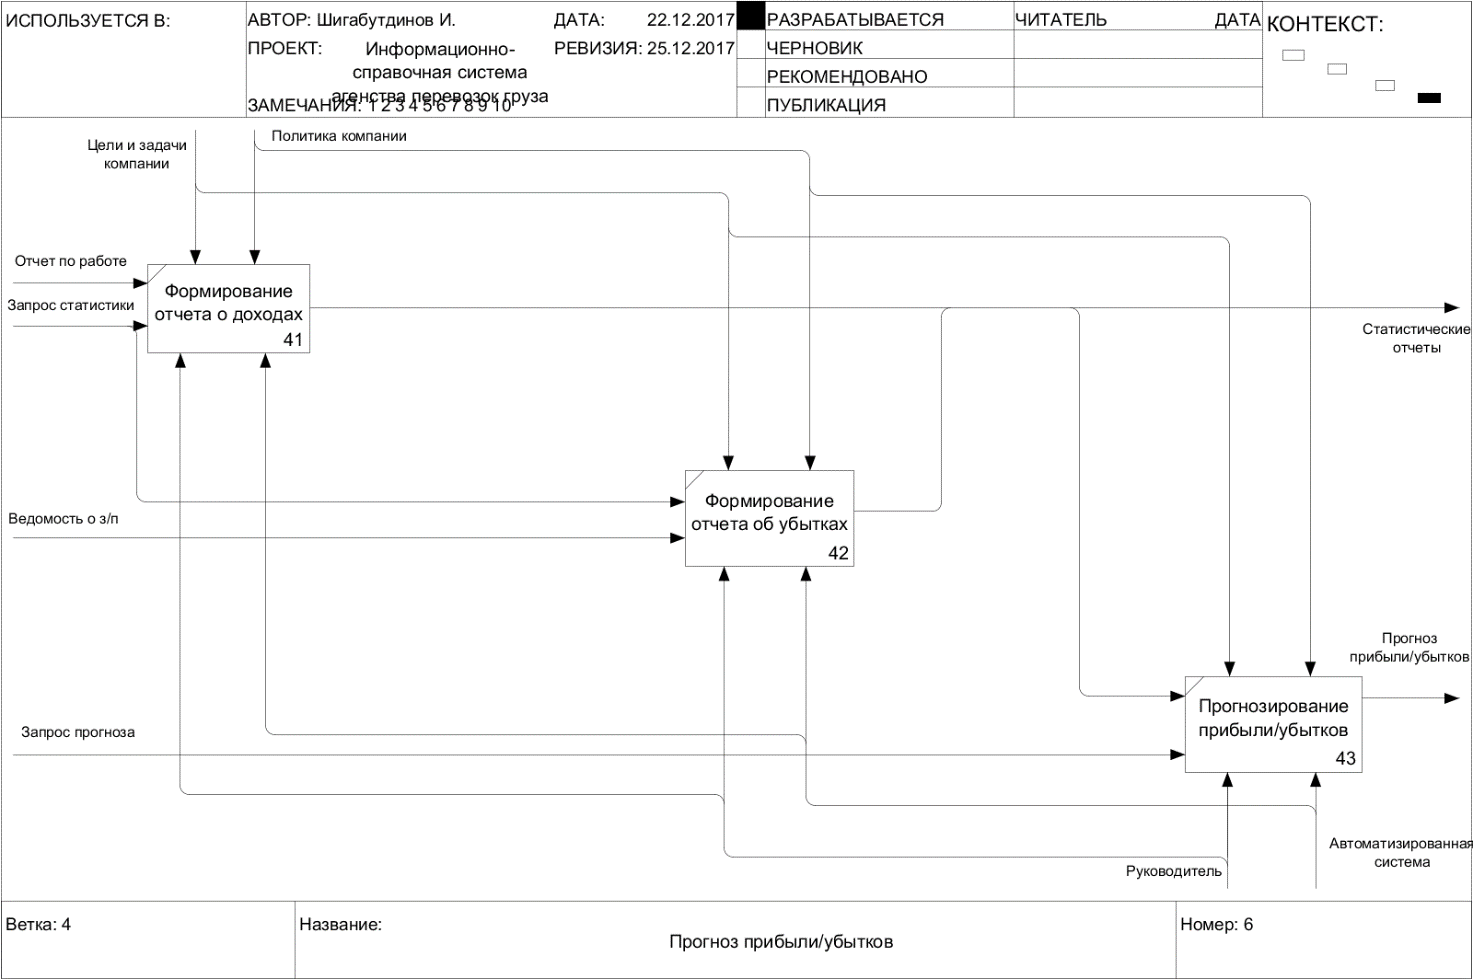 ИСПОЛЬЗУЕТСЯ В:
АВТОР: Шигабутдинов И.
ДАТА: 22.12.2017
ПРОЕКТ: Информационно-
справочная система
агенства перевозок груза
РЕВИЗИЯ: 25.12.2017
ЗАМЕЧАНИЯ: 1 2 3 4 5 6 7 8 9 10
РАЗРАБАТЫВАЕТСЯ
ЧЕРНОВИК
РЕКОМЕНДОВАНО
ПУБЛИКАЦИЯ
ЧИТАТЕЛЬ ДАТА
КОНТЕКСТ:
Политика компании
Цели и задачи
компании
Отчет по работе
Запрос статистики
Формирование
отчета о доходах
41
Статистические
отчеты
Ведомость о з/п
Формирование
отчета об убытках
42
Прогноз
прибыли/убытков
Запрос прогноза
Прогнозирование
прибыли/убытков
43
Автоматизированная
система
Руководитель
Ветка: 4
Название:
Прогноз прибыли/убытков
Номер: 6